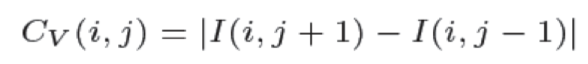 C_V(i, j) = |I(i, j + 1) − I(i, j − 1)|